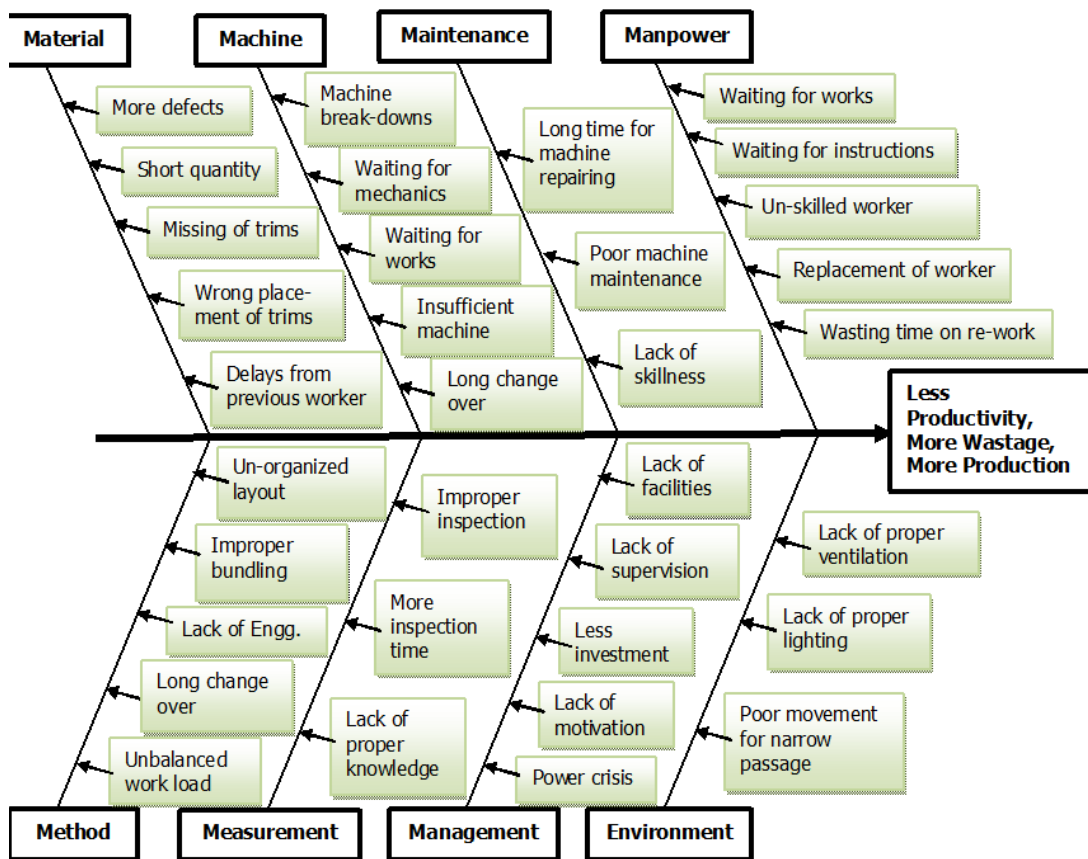 Material
Machine
Maintenance
Manpower
More defects
Short quantity
Missing of trims
Wrong place-
ment of trims
Delays from
previous worker
Machine
break-downs
Waiting for
mechanics
Waiting for
works
Insufficient
machine
Long change
over
Long time for
machine
repairing
Poor machine
maintenance
Lack of
skillness
Waiting for works
Waiting for instructions
Un-skilled worker
Replacement of worker
Wasting time on re-work
Less
Productivity,
More Wastage,
More Production
Un-organized
layout
Improper
bundling
Lack of Engg.
Long change
over
Unbalanced
work load
Improper
inspection
More
inspection
time
Lack of
proper
knowledge
Lack of
facilities
Lack of
supervision
Less
investment
Lack of
motivation
Power crisis
Lack of proper
ventilation
Lack of proper
lighting
Poor movement
for narrow
passage
Method
Measurement
Management
Environment